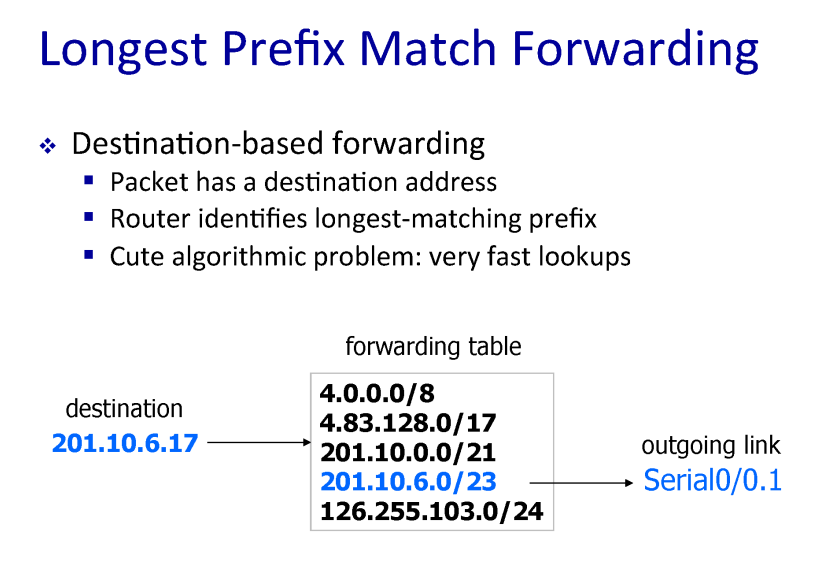 Longest Prefix Match Forwarding
❖ Destination-based forwarding
▪ Packet has a destination address
▪ Router identifies longest-matching prefix
▪ Cute algorithmic problem: very fast lookups
forwarding table
destination
201.10.6.17
4.0.0.0/8
4.83.128.0/17
201.10.0.0/21
201.10.6.0/23
126.255.103.0/24
outgoing link
Serial0/0.1